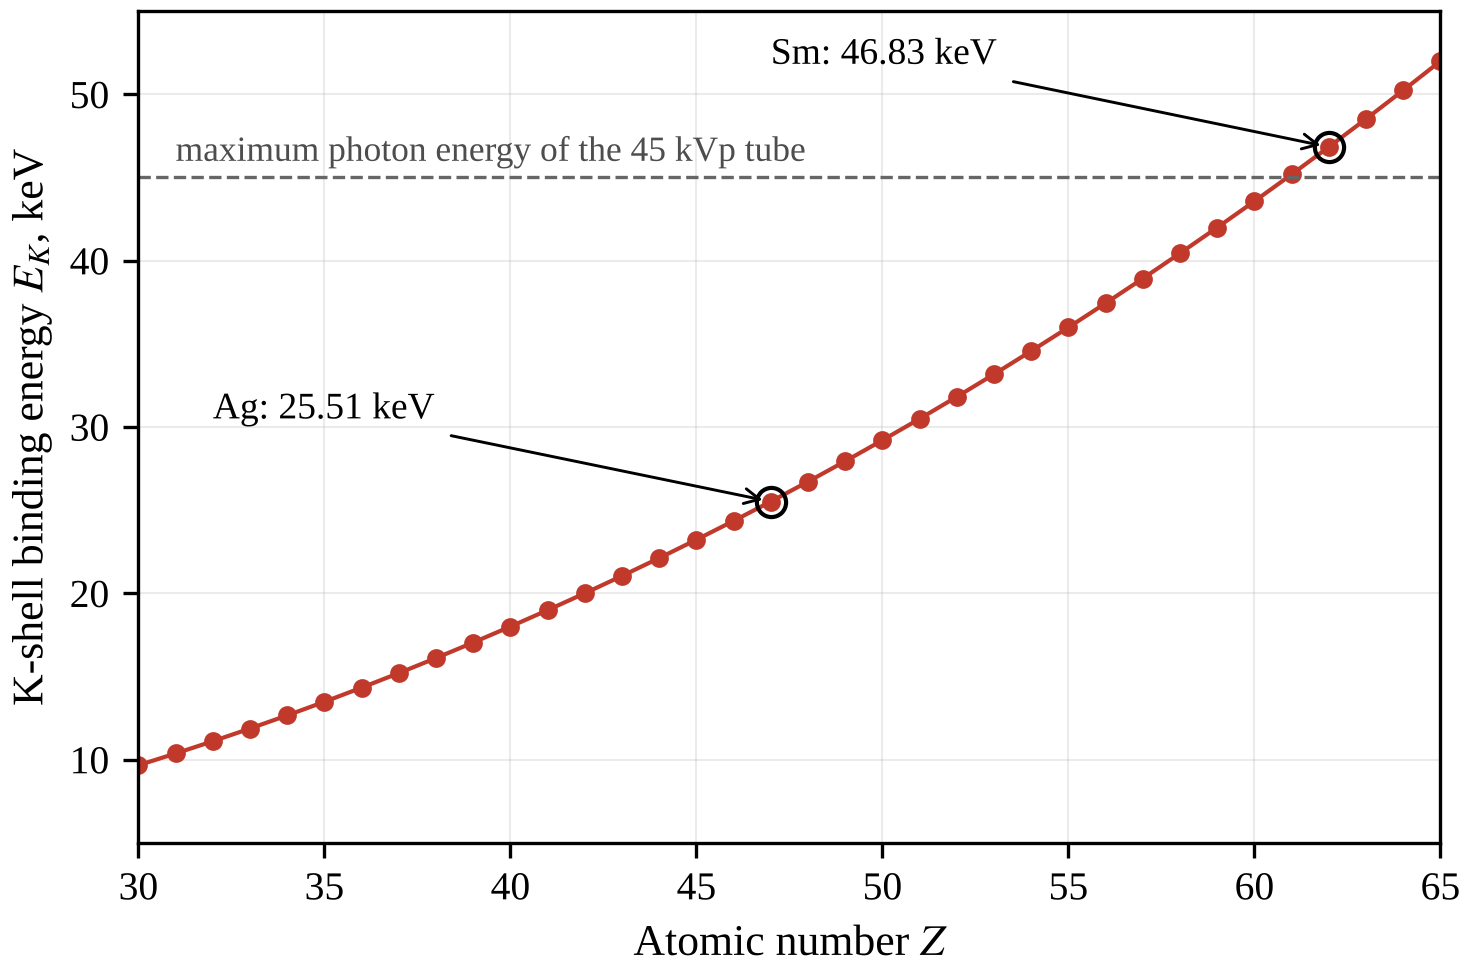 Sm: 46.83 keV
maximum photon energy of the 45 kVp tube
Ag: 25.51 keV
K-shell binding energy E_K, keV
50
40
30
20
10
30 35 40 45 50 55 60 65
Atomic number Z